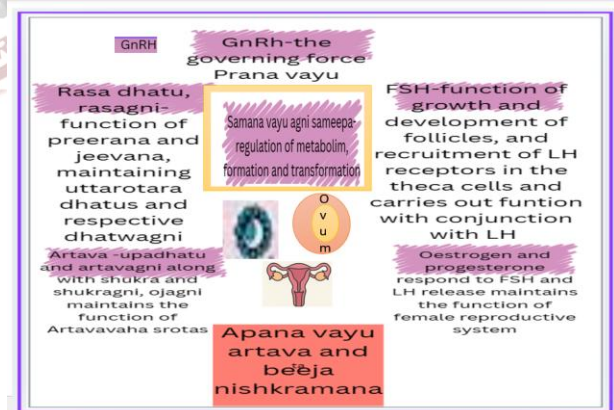 GnRH
GnRh-the
governing force
Prana vayu
Rasa dhatu,
rasagni-
function of
preerana and
jeevana,
maintaining
uttarotara
dhatus and
respective
dhatwagni
Samana vayu agni sameepa-
regulation of metabolim,
formation and transformation
FSH-function of
growth and
development of
follicles, and
recruitment of LH
receptors in the
theca cells and
carries out funtion
with conjunction
with LH
O
v
u
m
Artava -upadhatu
and artavagni along
with shukra and
shukragni, ojagni
maintains the
function of
Artavavaha srotas
Oestrogen and
progesterone
respond to FSH and
LH release maintains
the function of
female reproductive
system
Apana vayu
artava and
beeja
nishkramana